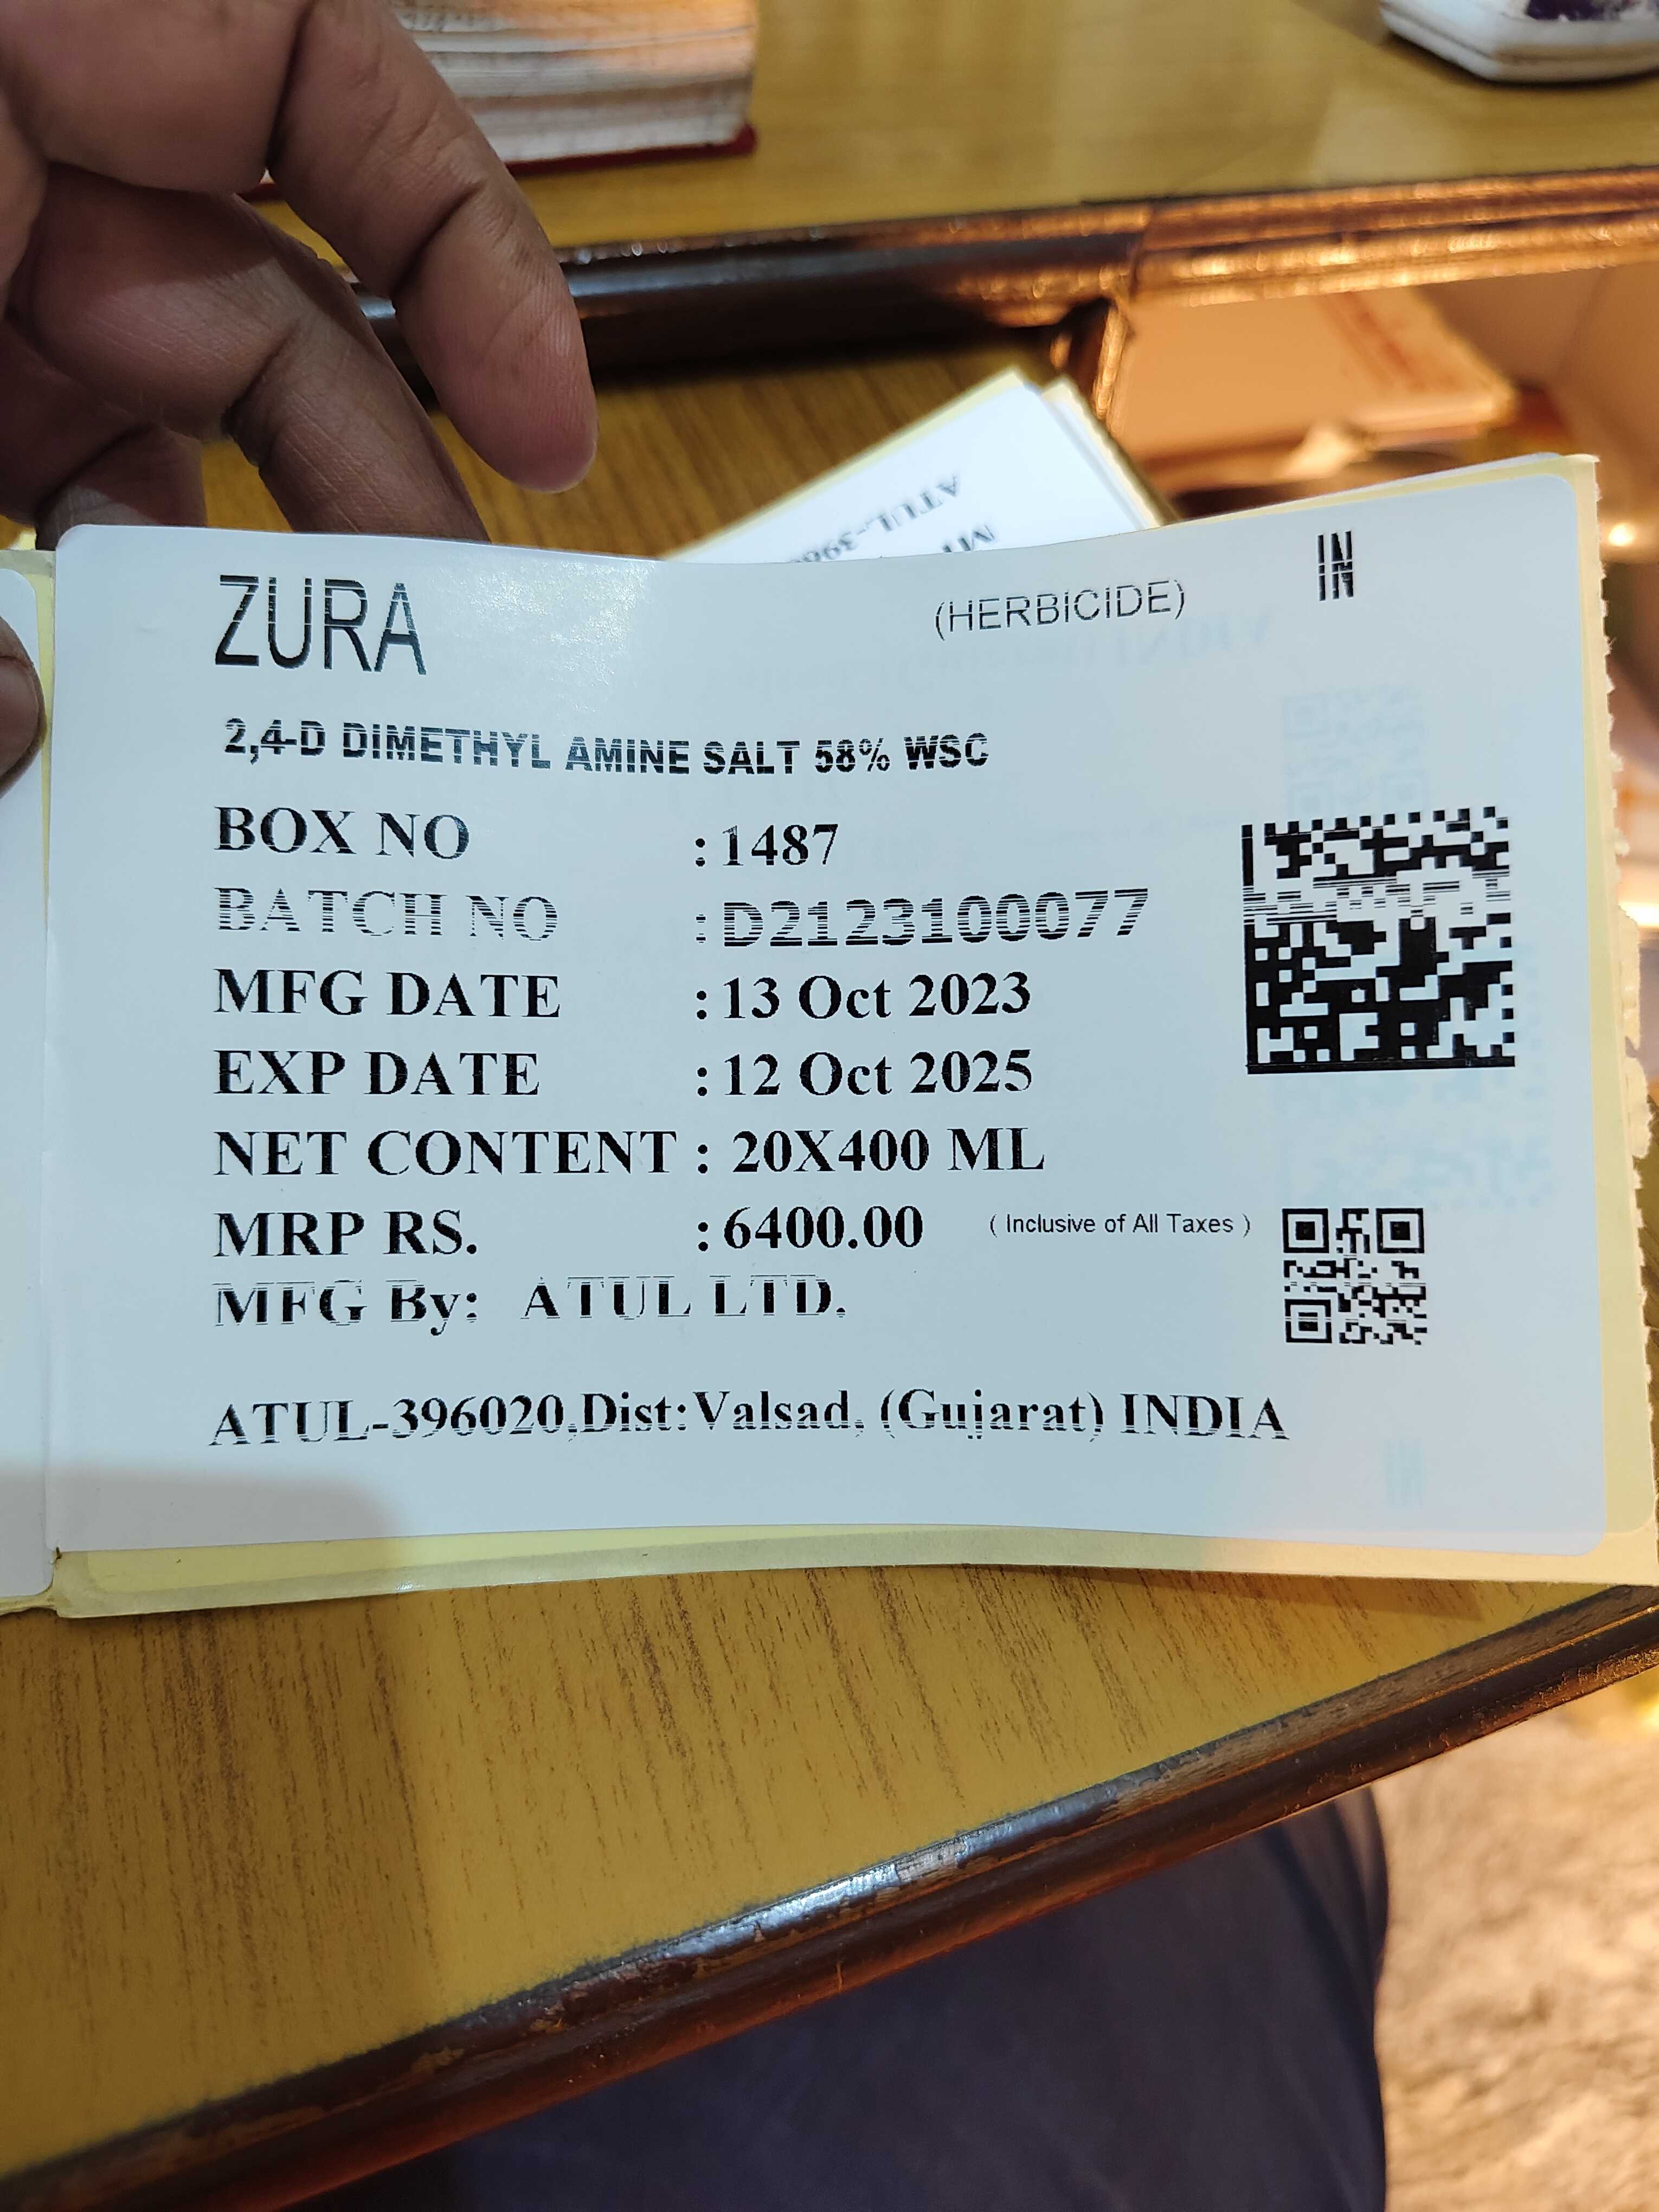 ATUL-396
ZURA (HERBICIDE) IN
2,4-D DIMETHYL AMINE SALT 58% WSC
BOX NO : 1487
BATCH NO : D2123100077
MFG DATE : 13 Oct 2023
EXP DATE : 12 Oct 2025
NET CONTENT : 20X400 ML
MRP RS. : 6400.00 ( Inclusive of All Taxes )
MFG By: ATUL LTD.
ATUL-396020,Dist:Valsad, (Gujarat) INDIA